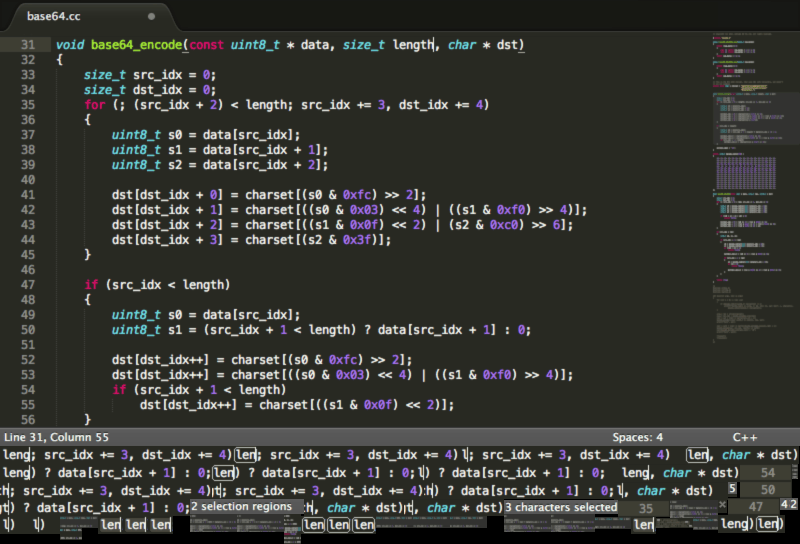 base64.cc
31 void base64_encode(const uint8_t * data, size_t length, char * dst)
32 {
33 size_t src_idx = 0;
34 size_t dst_idx = 0;
35 for (; (src_idx + 2) < length; src_idx += 3, dst_idx += 4)
36 {
37 uint8_t s0 = data[src_idx];
38 uint8_t s1 = data[src_idx + 1];
39 uint8_t s2 = data[src_idx + 2];
40
41 dst[dst_idx + 0] = charset[(s0 & 0xfc) >> 2];
42 dst[dst_idx + 1] = charset[((s0 & 0x03) << 4) | ((s1 & 0xf0) >> 4)];
43 dst[dst_idx + 2] = charset[((s1 & 0x0f) << 2) | (s2 & 0xc0) >> 6];
44 dst[dst_idx + 3] = charset[(s2 & 0x3f)];
45 }
46
47 if (src_idx < length)
48 {
49 uint8_t s0 = data[src_idx];
50 uint8_t s1 = (src_idx + 1 < length) ? data[src_idx + 1] : 0;
51
52 dst[dst_idx++] = charset[(s0 & 0xfc) >> 2];
53 dst[dst_idx++] = charset[((s0 & 0x03) << 4) | ((s1 & 0xf0) >> 4)];
54 if (src_idx + 1 < length)
55 dst[dst_idx++] = charset[((s1 & 0x0f) << 2)];
56 }
Line 31, Column 55 Spaces: 4 C++
leng; src_idx += 3, dst_idx += 4)len; src_idx += 3, dst_idx += 4)l; src_idx += 3, dst_idx += 4) len, char * dst)
leng) ? data[src_idx + 1] : 0;len) ? data[src_idx + 1] : 0;l) ? data[src_idx + 1] : 0; leng, char * dst) 54
th; src_idx += 3, dst_idx += 4)t; src_idx += 3, dst_idx += 4)h) ? data[src_idx + 1] : 0;l, char * dst) 5 50
t) ? data[src_idx + 1] : 0; 2 selection regions h, char * dst)t, char * dst) 3 characters selected 35 47 4 2
l) l) len len len len len len len leng) len)